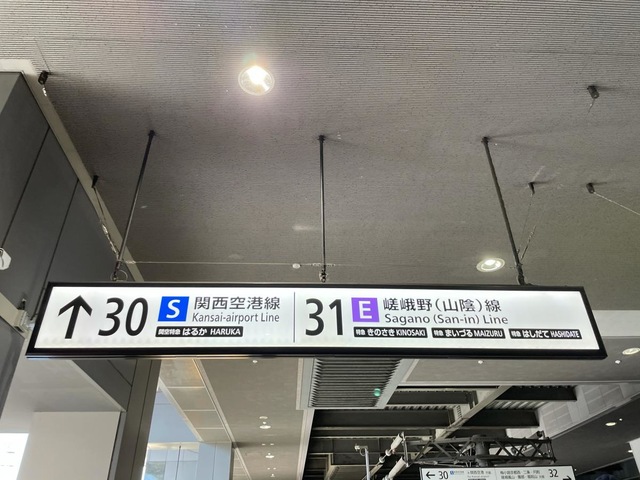 ↑ 30 S 関西空港線
Kansai-airport Line
関空特急 はるか HARUKA
31 E 嵯峨野(山陰)線
Sagano (San-in) Line
特急 きのさき KINOSAKI 特急 まいづる MAIZURU 特急 はしだて HASHIDATE
← 30
32